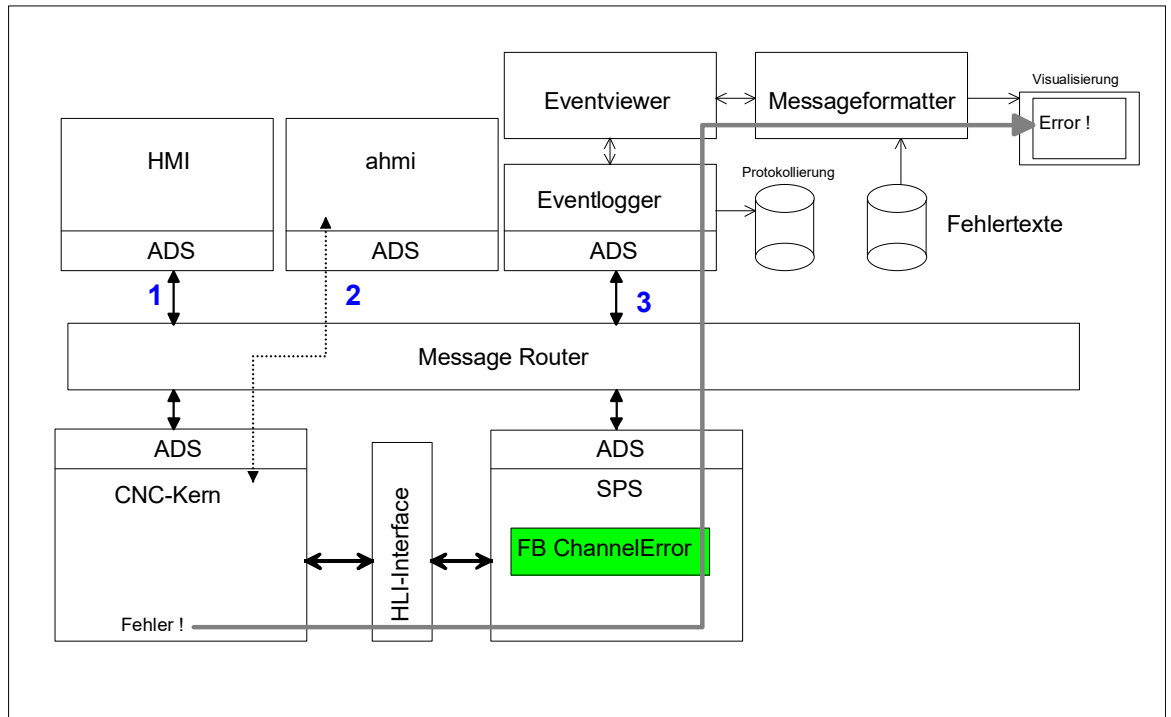 Visualisierung
Eventviewer
Messageformatter
Error !
HMI
ahmi
Protokollierung
Eventlogger
Fehlertexte
ADS
ADS
ADS
1
2
3
Message Router
ADS
ADS
CNC-Kern
SPS
HLI-Interface
FB ChannelError
Fehler !